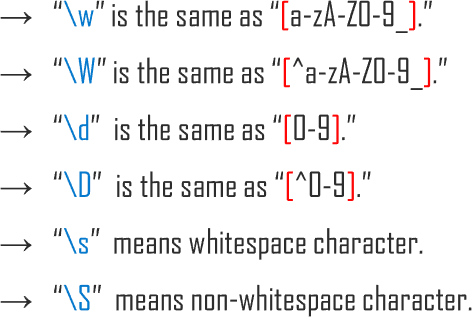 → “\w” is the same as “[a-zA-Z0-9_].”
→ “\W” is the same as “[^a-zA-Z0-9_].”
→ “\d” is the same as “[0-9].”
→ “\D” is the same as “[^0-9].”
→ “\s” means whitespace character.
→ “\S” means non-whitespace character.